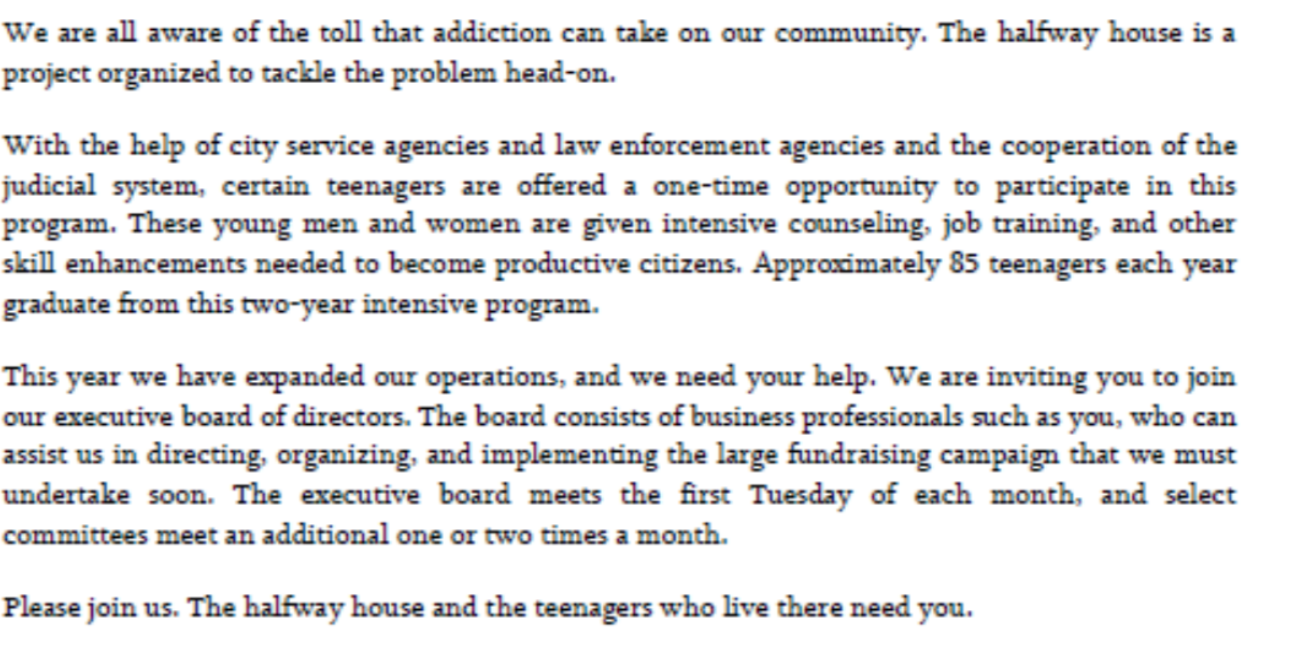 We are all aware of the toll that addiction can take on our community. The halfway house is a
project organized to tackle the problem head-on.
With the help of city service agencies and law enforcement agencies and the cooperation of the
judicial system, certain teenagers are offered a one-time opportunity to participate in this
program. These young men and women are given intensive counseling, job training, and other
skill enhancements needed to become productive citizens. Approximately 85 teenagers each year
graduate from this two-year intensive program.
This year we have expanded our operations, and we need your help. We are inviting you to join
our executive board of directors. The board consists of business professionals such as you, who can
assist us in directing, organizing, and implementing the large fundraising campaign that we must
undertake soon. The executive board meets the first Tuesday of each month, and select
committees meet an additional one or two times a month.
Please join us. The halfway house and the teenagers who live there need you.